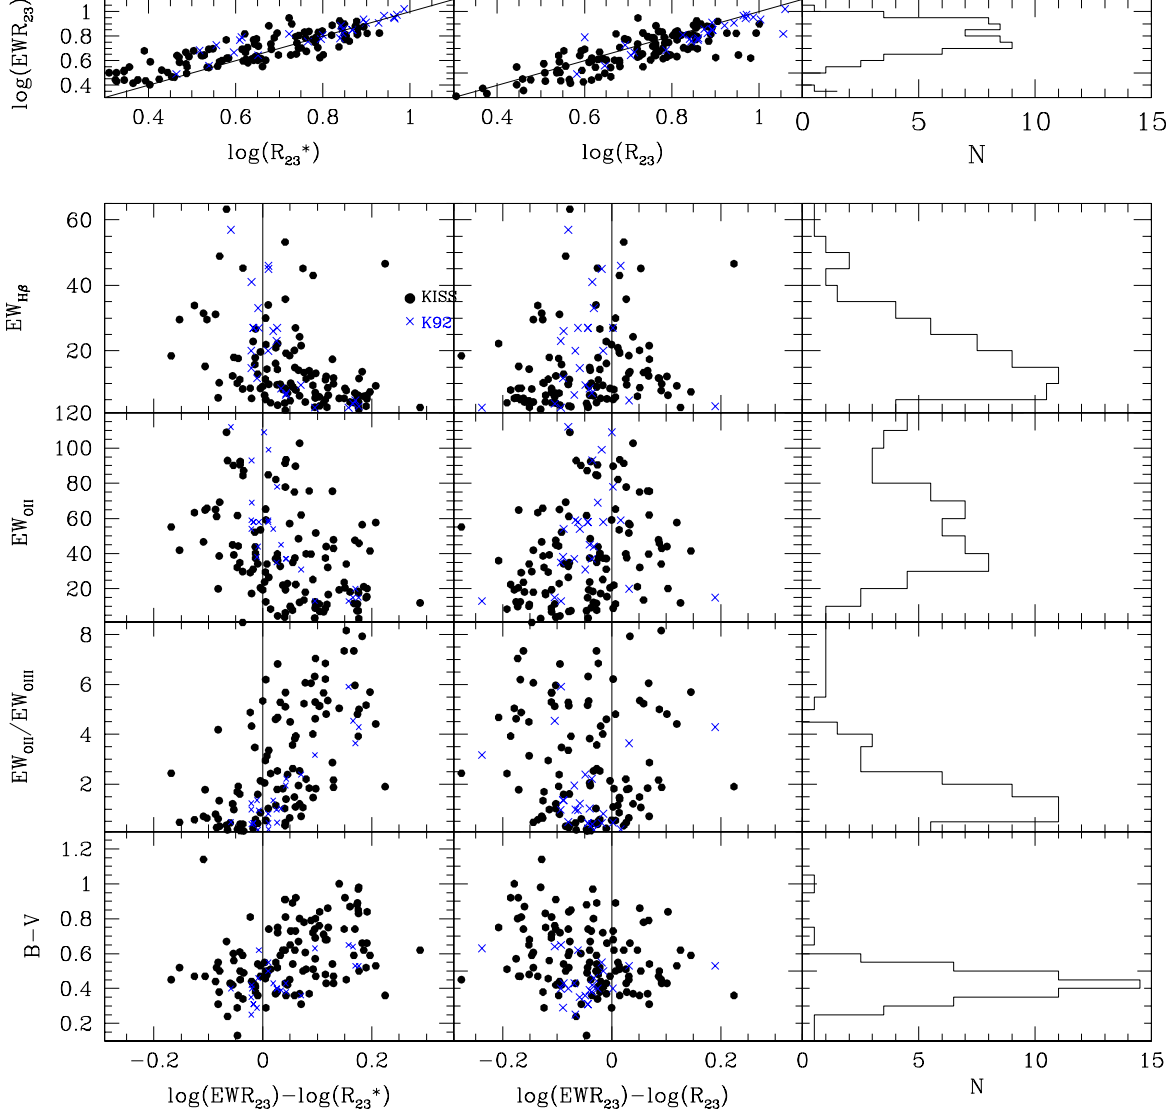 log(EWR₂₃)
1
0.8
0.6
0.4
0.4 0.6 0.8 1
0.4 0.6 0.8 1
0 5 10 15
log(R₂₃*)
log(R₂₃)
N
EW_Hβ
60
40
20
KISS
K92
120
EW_OII
100
80
60
40
20
EW_OII/EW_OIII
8
6
4
2
B−V
1.2
1
0.8
0.6
0.4
0.2
−0.2 0 0.2
−0.2 0 0.2
0 5 10 15
log(EWR₂₃)−log(R₂₃*)
log(EWR₂₃)−log(R₂₃)
N